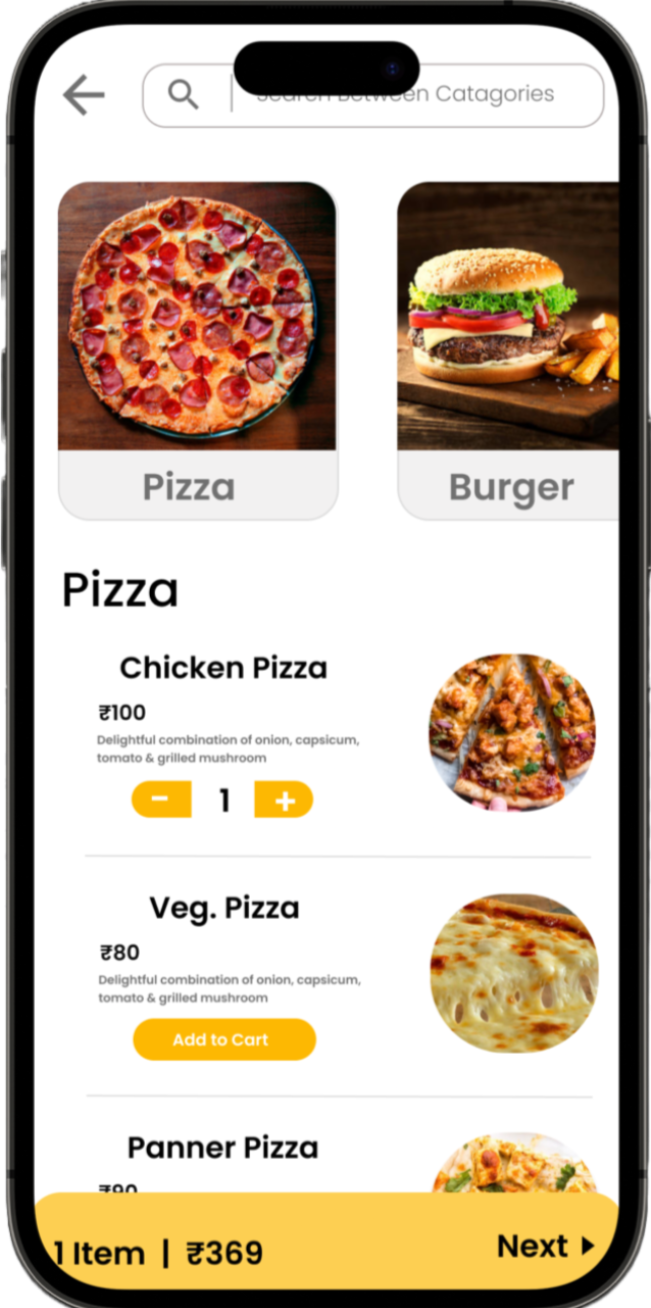 Search Between Catagories
Pizza
Burger
Pizza
Chicken Pizza
₹100
Delightful combination of onion, capsicum,
tomato & grilled mushroom
- 1 +
Veg. Pizza
₹80
Delightful combination of onion, capsicum,
tomato & grilled mushroom
Add to Cart
Panner Pizza
₹90
1 Item | ₹369
Next